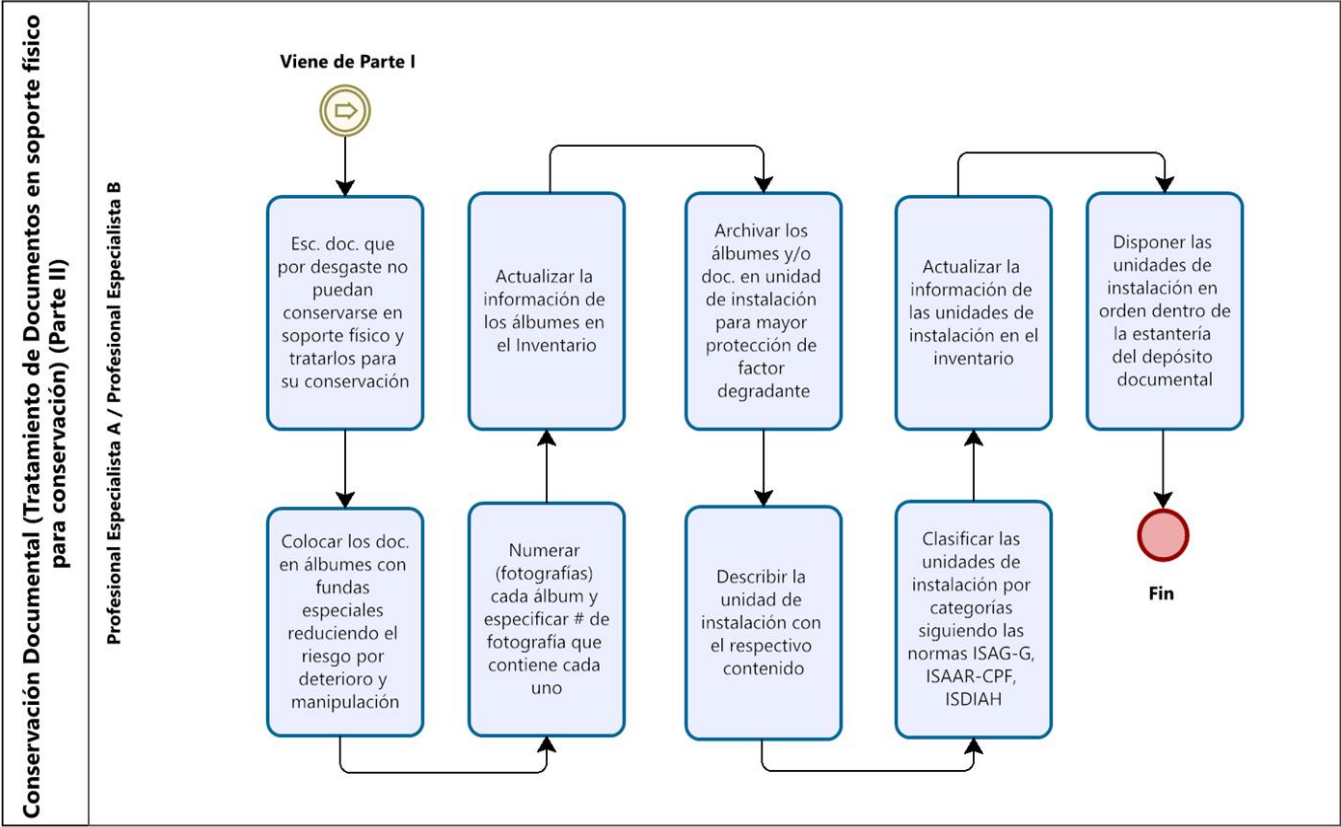 Conservación Documental (Tratamiento de Documentos en soporte físico
para conservación) (Parte II)
Profesional Especialista A / Profesional Especialista B
Viene de Parte I
Esc. doc. que
por desgaste no
puedan
conservarse en
soporte físico y
tratarlos para
su conservación
Colocar los doc.
en álbumes con
fundas
especiales
reduciendo el
riesgo por
deterioro y
manipulación
Numerar
(fotografías)
cada álbum y
especificar # de
fotografía que
contiene cada
uno
Actualizar la
información de
los álbumes en
el Inventario
Archivar los
álbumes y/o
doc. en unidad
de instalación
para mayor
protección de
factor
degradante
Describir la
unidad de
instalación con
el respectivo
contenido
Clasificar las
unidades de
instalación por
categorías
siguiendo las
normas ISAG-G,
ISAAR-CPF,
ISDIAH
Actualizar la
información de
las unidades de
instalación en el
inventario
Disponer las
unidades de
instalación en
orden dentro de
la estantería
del depósito
documental
Fin